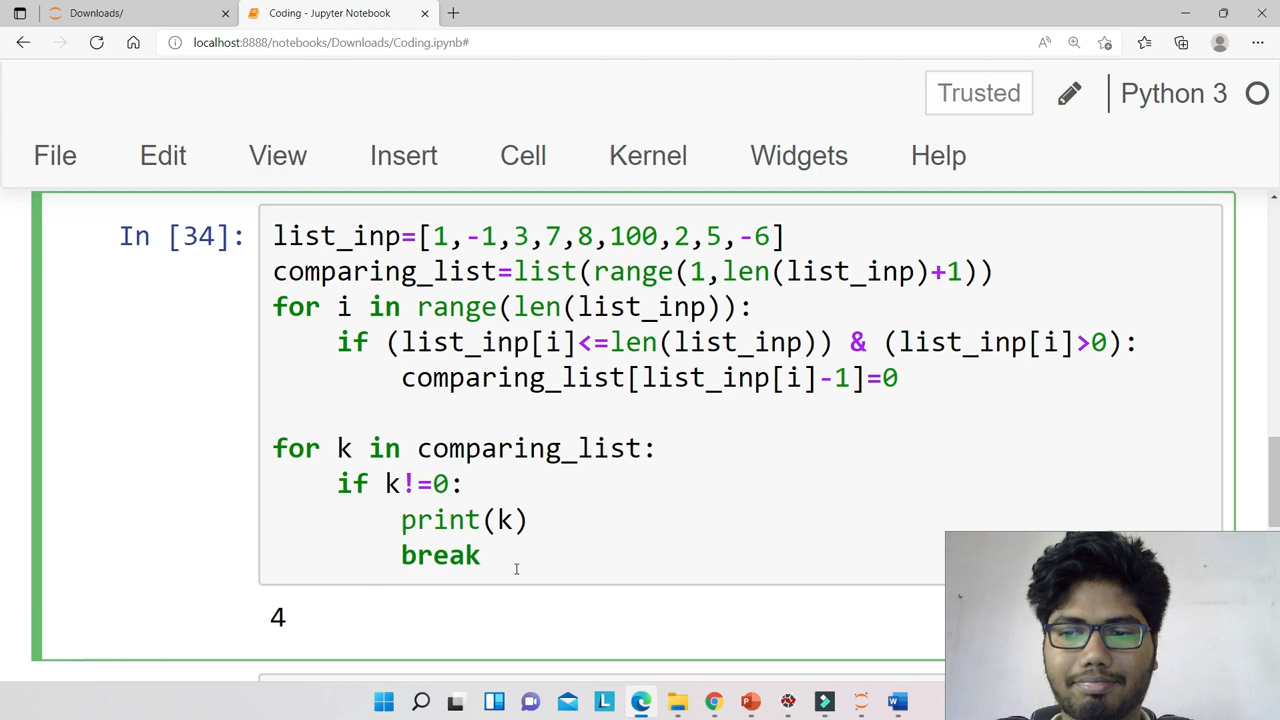 Downloads/
Coding - Jupyter Notebook
localhost:8888/notebooks/Downloads/Coding.ipynb#
Trusted
Python 3
File Edit View Insert Cell Kernel Widgets Help
In [34]:
list_inp=[1,-1,3,7,8,100,2,5,-6]
comparing_list=list(range(1,len(list_inp)+1))
for i in range(len(list_inp)):
    if (list_inp[i]<=len(list_inp)) & (list_inp[i]>0):
        comparing_list[list_inp[i]-1]=0
for k in comparing_list:
    if k!=0:
        print(k)
        break
4